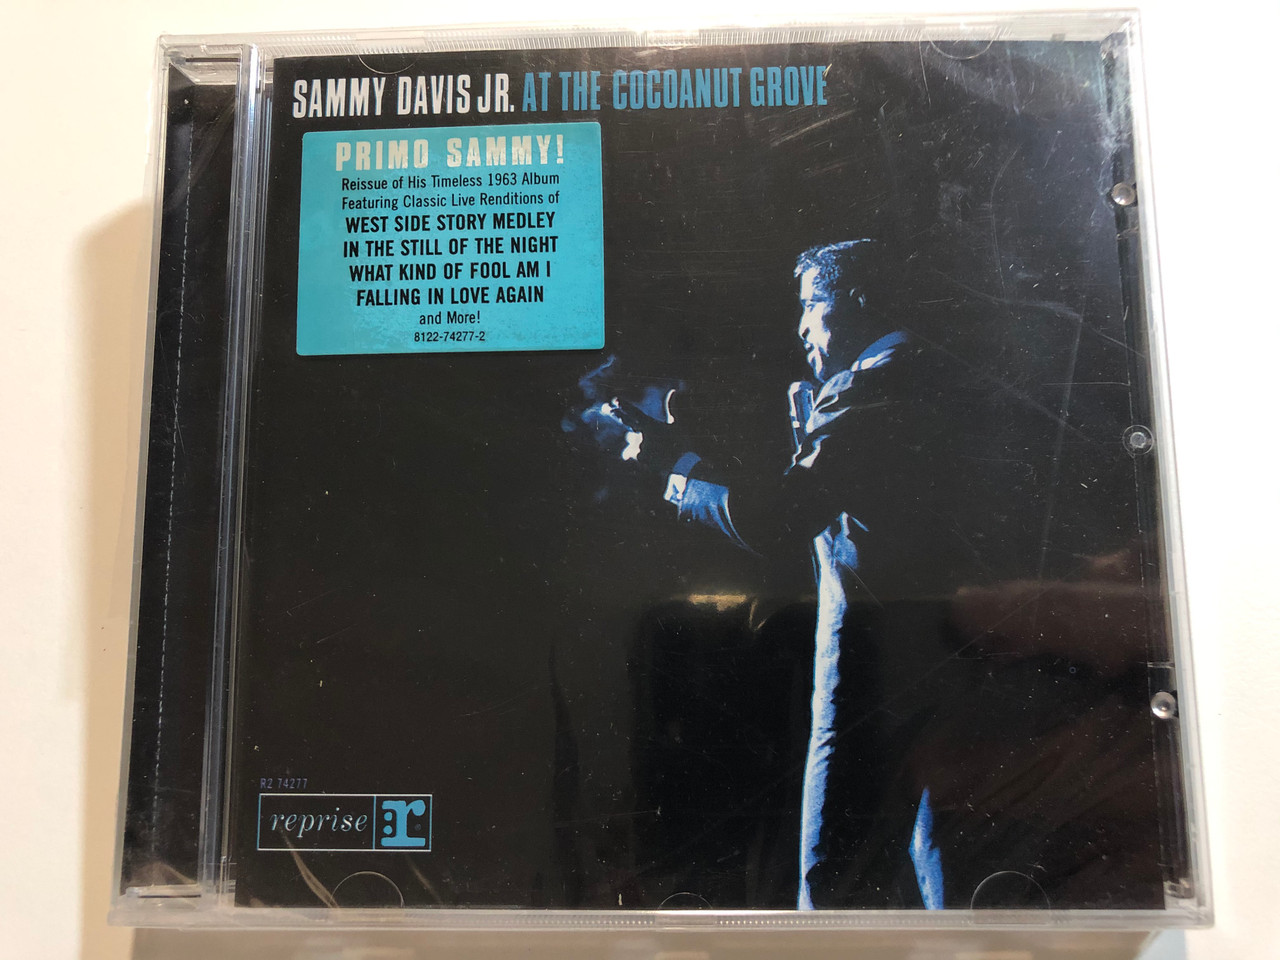 SAMMY DAVIS JR. AT THE COCOANUT GROVE
PRIMO SAMMY!
Reissue of His Timeless 1963 Album
Featuring Classic Live Renditions of
WEST SIDE STORY MEDLEY
IN THE STILL OF THE NIGHT
WHAT KIND OF FOOL AM I
FALLING IN LOVE AGAIN
and More!
8122-74277-2
R2 74277
reprise r: